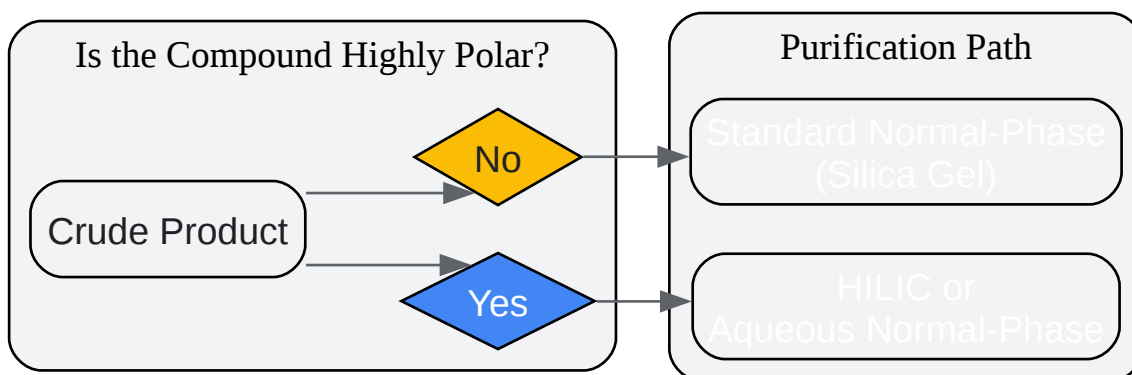 Is the Compound Highly Polar?
Purification Path
No
Standard Normal-Phase
(Silica Gel)
Crude Product
Yes
HILIC or
Aqueous Normal-Phase